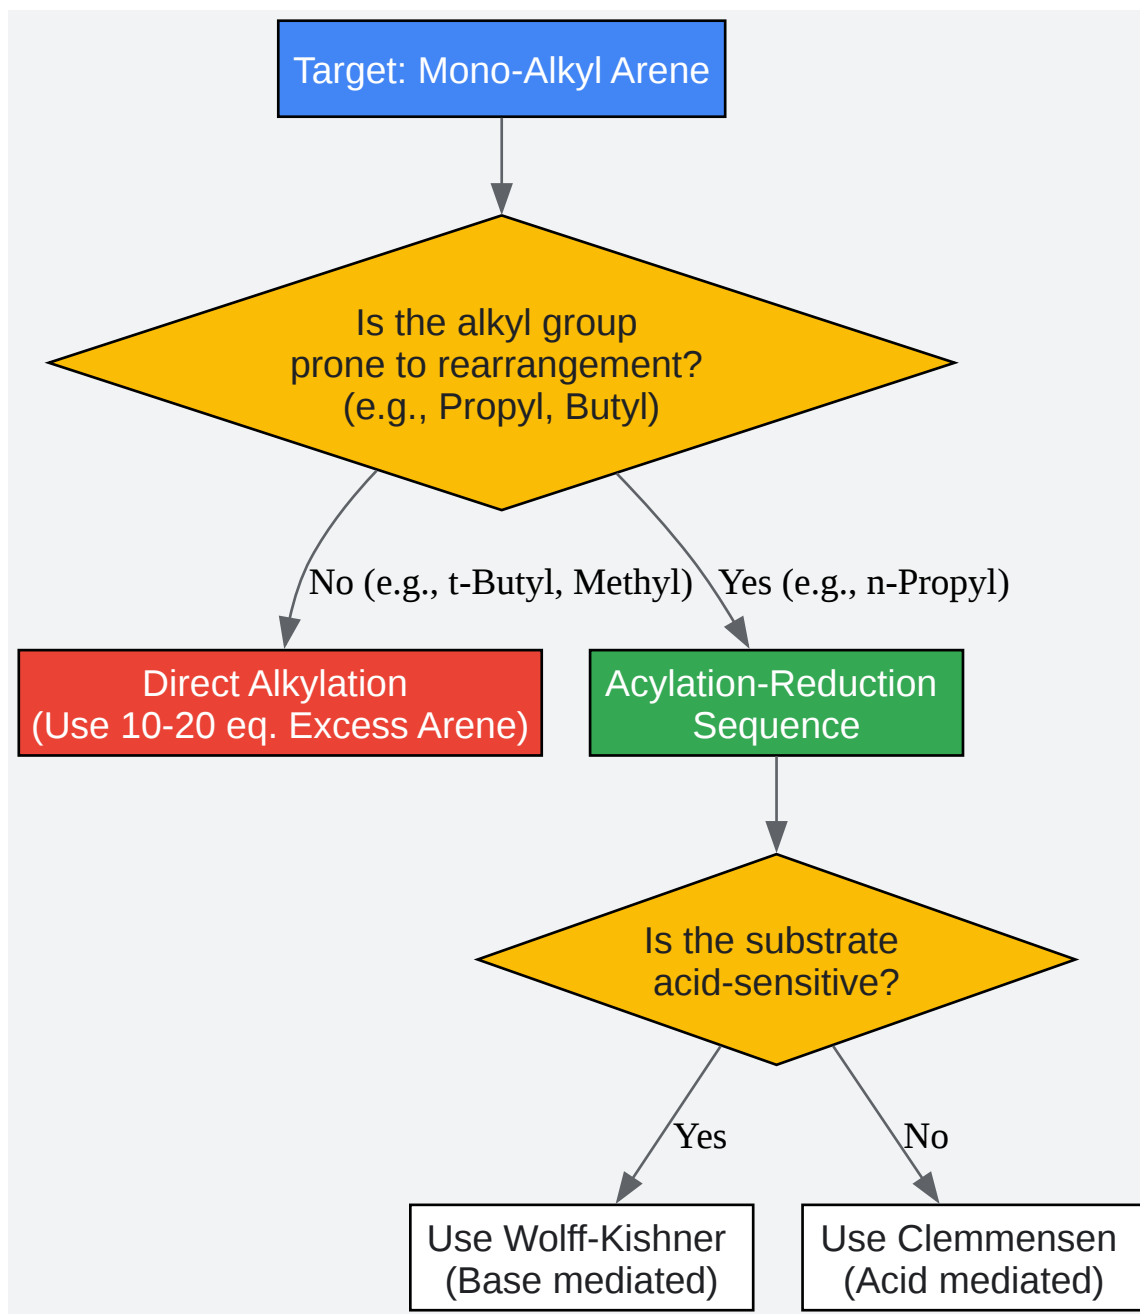 Target: Mono-Alkyl Arene
Is the alkyl group
prone to rearrangement?
(e.g., Propyl, Butyl)
No (e.g., t-Butyl, Methyl)
Yes (e.g., n-Propyl)
Direct Alkylation
(Use 10-20 eq. Excess Arene)
Acylation-Reduction
Sequence
Is the substrate
acid-sensitive?
Yes
No
Use Wolff-Kishner
(Base mediated)
Use Clemmensen
(Acid mediated)